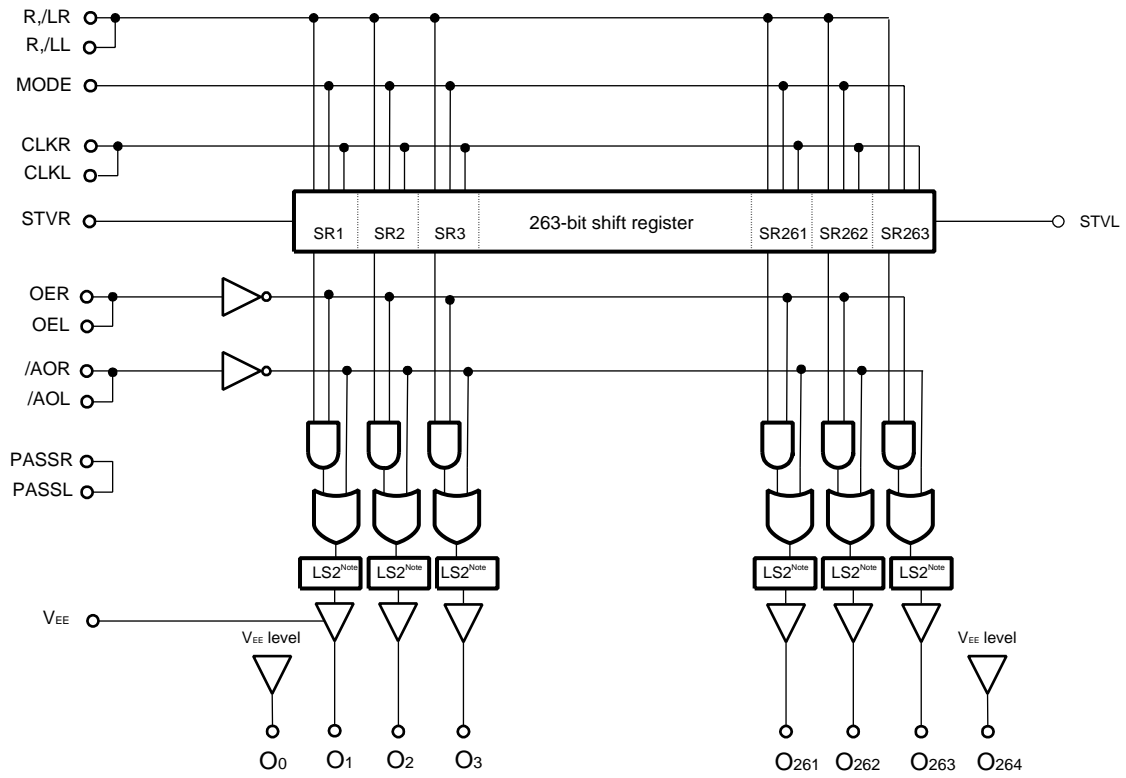 R,/LR
R,/LL
MODE
CLKR
CLKL
STVR
SR1 SR2 SR3 263-bit shift register SR261 SR262 SR263
STVL
OER
OEL
/AOR
/AOL
PASSR
PASSL
LS2Note LS2Note LS2Note LS2Note LS2Note LS2Note
VEE
VEE level VEE level
O0 O1 O2 O3 O261 O262 O263 O264